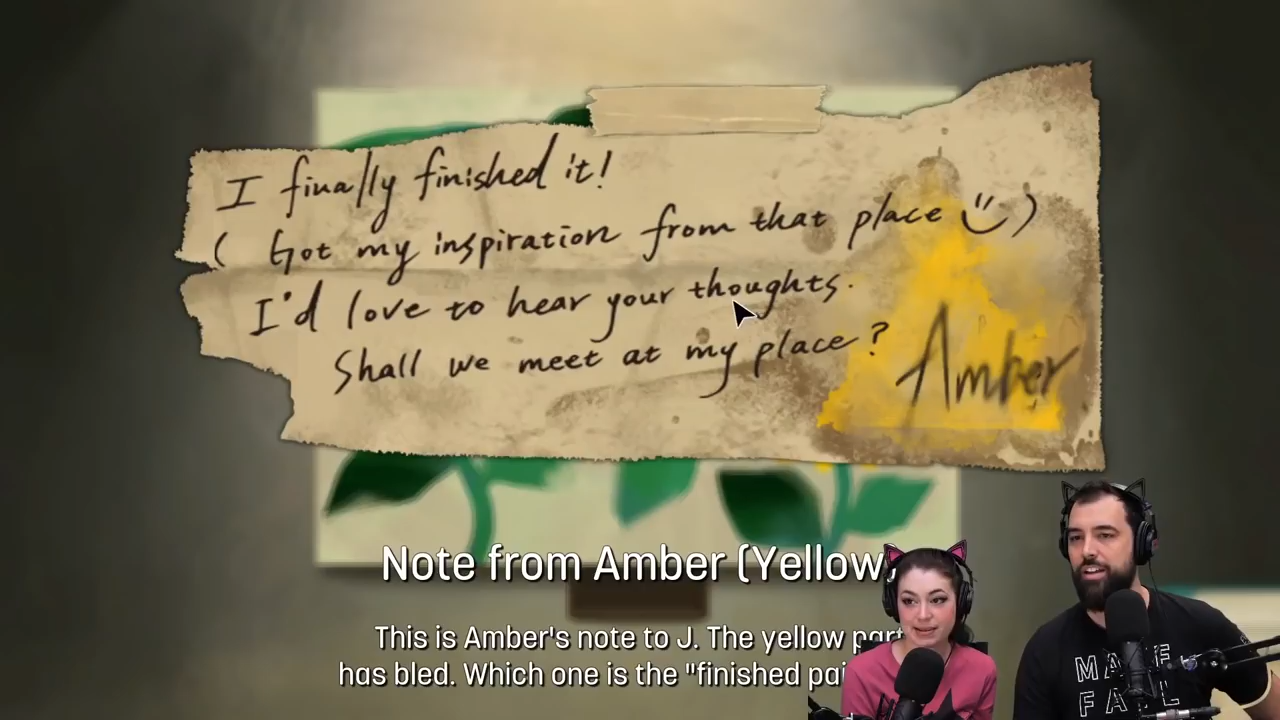 I finally finished it!
( Got my inspiration from that place )
I'd love to hear your thoughts.
Shall we meet at my place?
Amber
Note from Amber (Yellow
This is Amber's note to J. The yellow part
has bled. Which one is the "finished